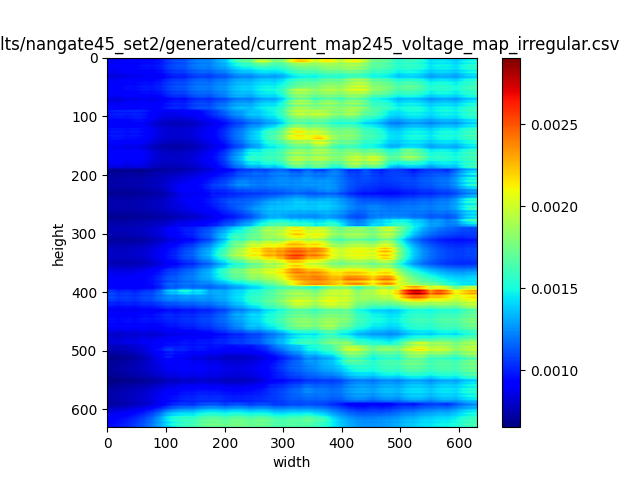 lts/nangate45_set2/generated/current_map245_voltage_map_irregular.csv
0
100
200
300
400
500
600
height
0 100 200 300 400 500 600
width
0.0025
0.0020
0.0015
0.0010